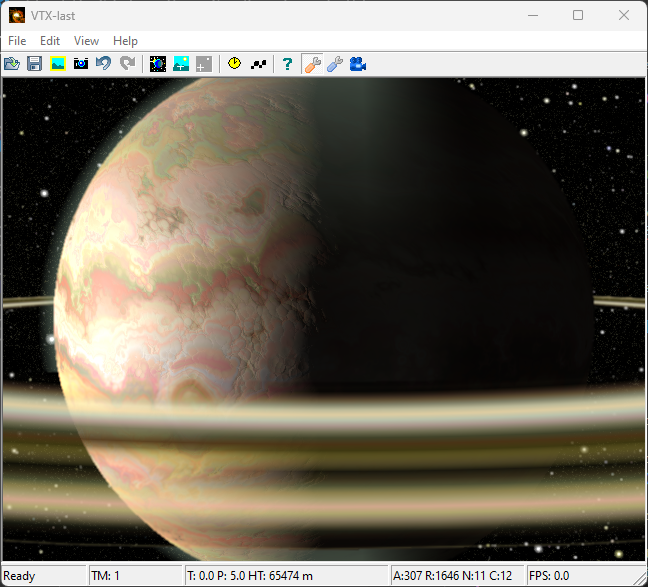 VTX-last
File Edit View Help
Ready TM: 1 T: 0.0 P: 5.0 HT: 65474 m A:307 R:1646 N:11 C:12 FPS: 0.0